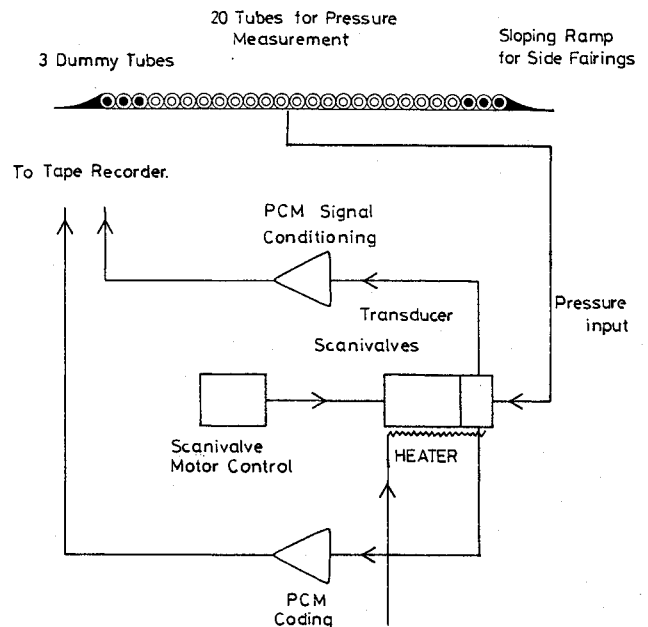 20 Tubes for Pressure
Measurement
3 Dummy Tubes
Sloping Ramp
for Side Fairings
To Tape Recorder.
PCM Signal
Conditioning
Transducer
Pressure
input
Scanivalves
Scanivalve
Motor Control
HEATER
PCM
Coding